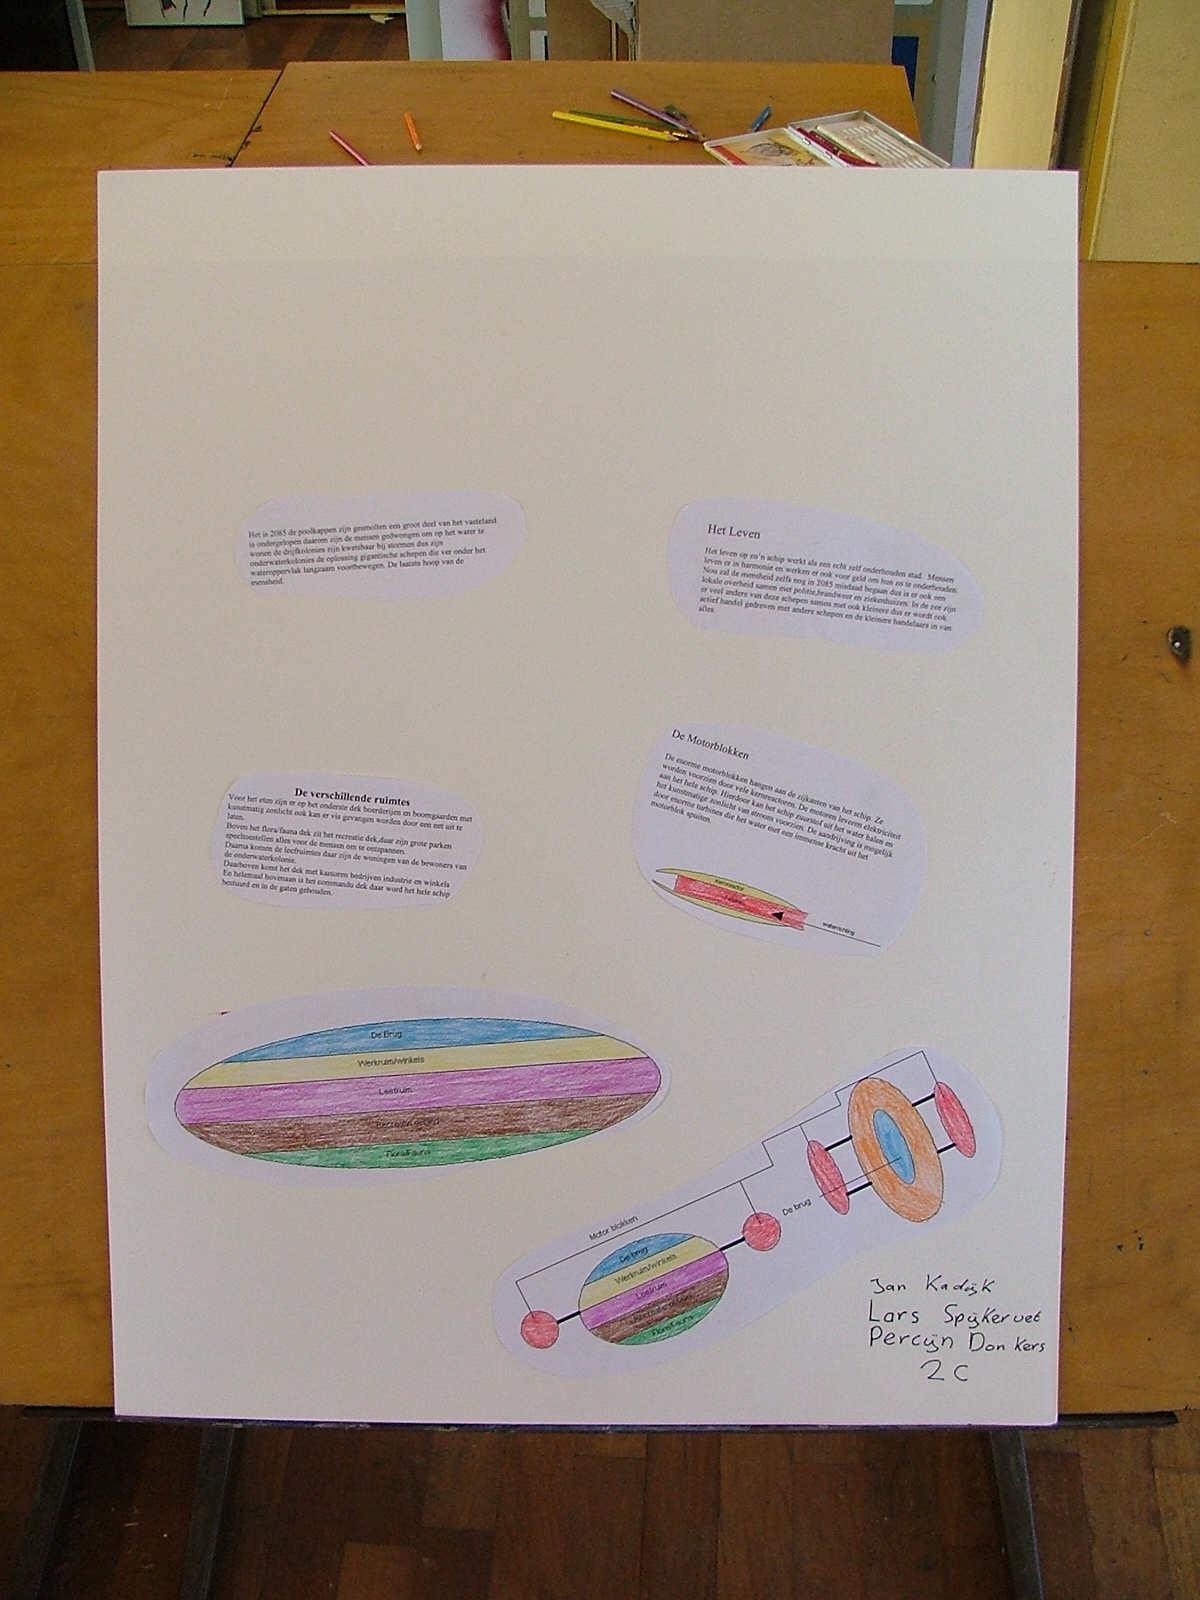 Het is 2085 de poolkappen zijn gesmolten een groot deel van het vasteland
is ondergelopen daarom zijn de mensen gedwongen om op het water te
wonen de drijfkolonies zijn kwetsbaar bij stormen dus zijn
onderwaterkolonies de oplossing gigantische schepen die ver onder het
wateroppervlak langzaam voortbewegen. De laatste hoop van de
mensheid.
Het Leven
Het leven op zo'n schip werkt als een echt zelf onderhouden stad. Mensen
leven er in harmonie en werken er ook voor geld om hun zo te onderhouden.
Nou zal de mensheid zelfs nog in 2085 misdaad begaan dus is er ook een
lokale overheid samen met politie,brandweer en ziekenhuizen. In de zee zijn
er veel andere van deze schepen samen met ook kleinere dus er wordt ook
actief handel gedreven met andere schepen en de kleinere handelaars in van
alles.
De verschillende ruimtes
Voor het eten zijn er op het onderste dek boerderijen en boomgaarden met
kunstmatig zonlicht ook kan er vis gevangen worden door een net uit te
laten.
Boven het flora/fauna dek zit het recreatie dek,daar zijn grote parken
speeltoestellen alles voor de mensen om te ontspannen.
Daarna komen de leefruimtes daar zijn de woningen van de bewoners van
de onderwaterkolonie.
Daarboven komt het dek met kantoren bedrijven industrie en winkels
En helemaal bovenaan is het commando dek daar word het hele schip
bestuurd en in de gaten gehouden.
De Motorblokken
De enorme motorblokken hangen aan de zijkanten van het schip. Ze
worden voorzien door vele kernreactoren. De motoren leveren elektriciteit
aan het hele schip. Hierdoor kan het schip zuurstof uit het water halen en
het kunstmatige zonlicht van stroom voorzien. De aandrijving is mogelijk
door enorme turbines die het water met een immense kracht uit het
motorblok spuiten.
kernreactor
waterrichting
De Brug
Werkruim/winkels
Leefruim
Flora/Fauna
Motor blokken
De brug
De brug
Werkruim/winkels
Leefruim
Flora/Fauna
Jan Kadijk
Lars Spijkervet
Percijn Donkers
2C